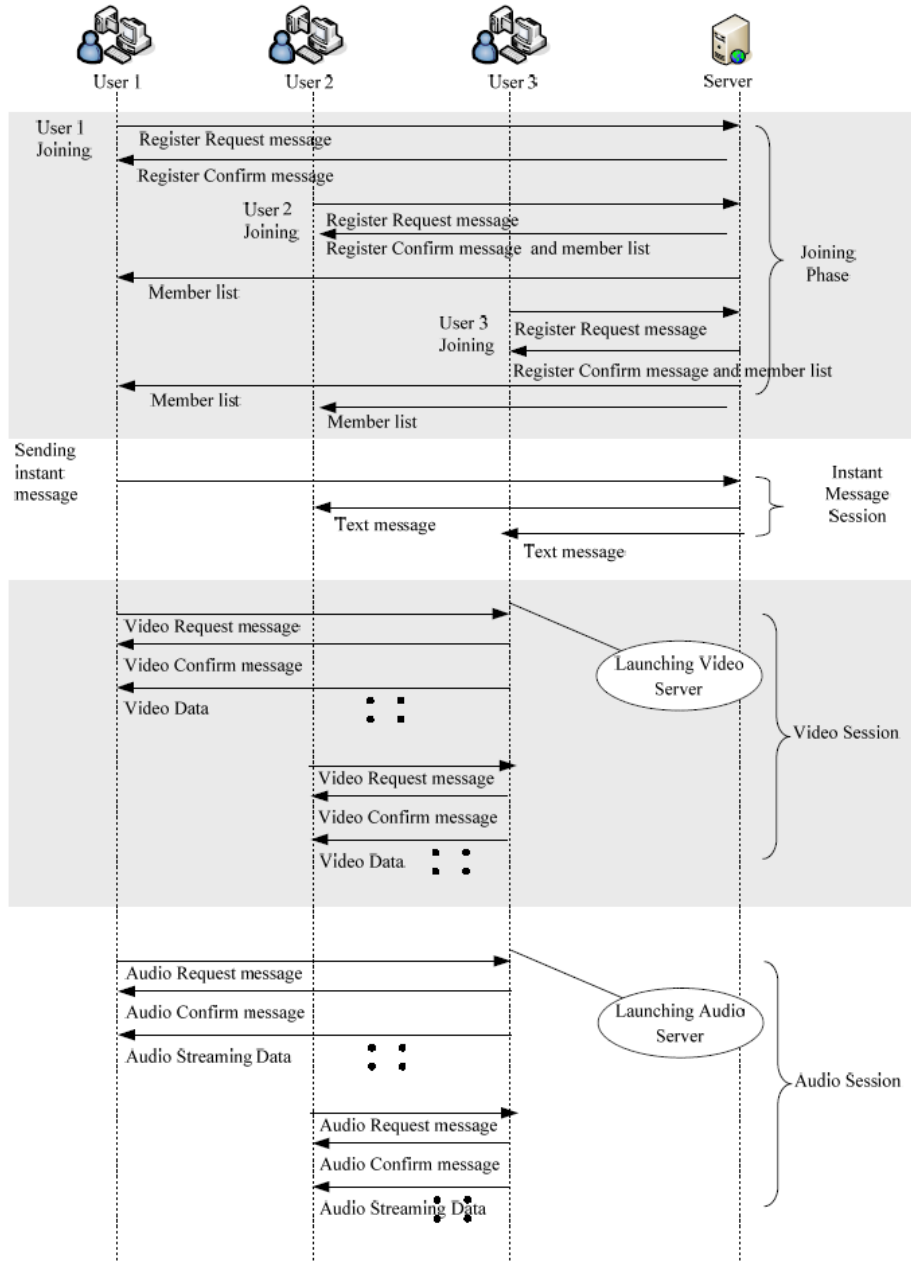 User 1
User 2
User 3
Server
User 1
Joining
Register Request message
Register Confirm message
User 2
Joining
Register Request message
Register Confirm message and member list
Member list
Joining
Phase
User 3
Joining
Register Request message
Register Confirm message and member list
Member list
Member list
Sending
instant
message
Text message
Text message
Instant
Message
Session
Video Request message
Video Confirm message
Video Data
Launching Video
Server
Video Session
Video Request message
Video Confirm message
Video Data
Audio Request message
Audio Confirm message
Audio Streaming Data
Launching Audio
Server
Audio Session
Audio Request message
Audio Confirm message
Audio Streaming Data